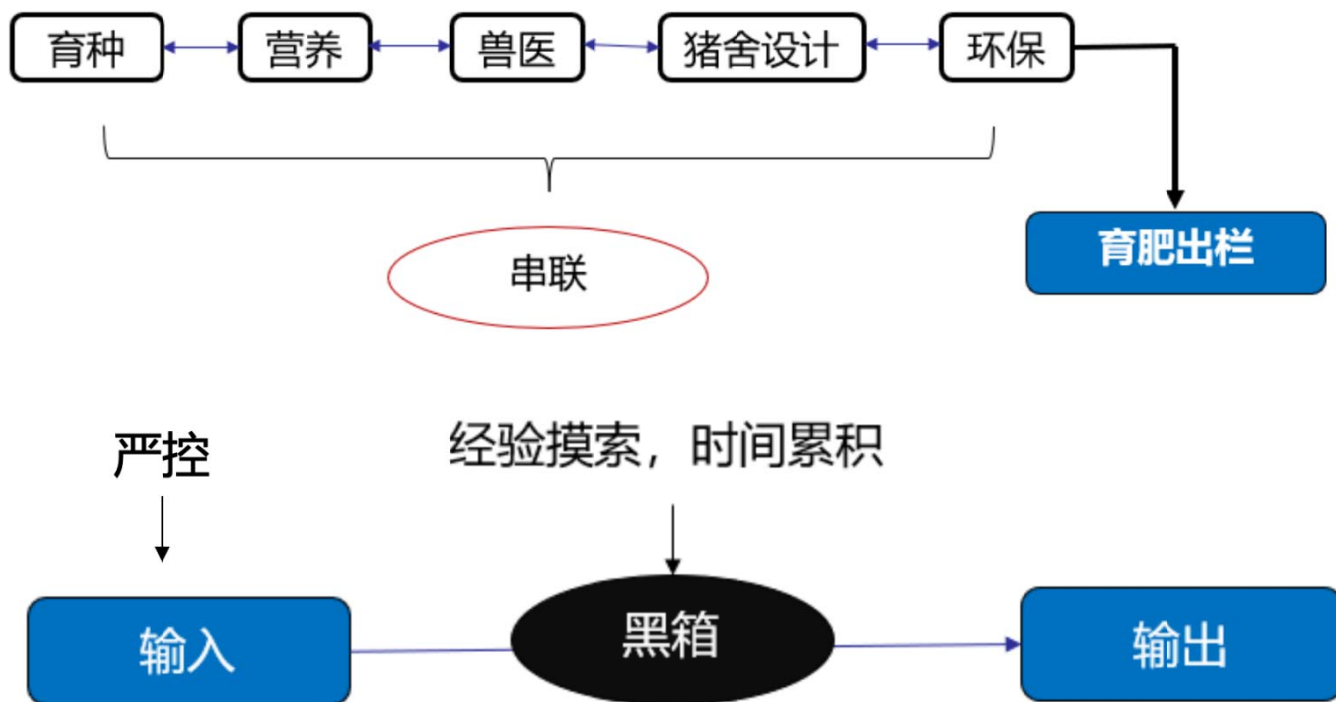 育种 营养 兽医 猪舍设计 环保
育肥出栏
串联
严控
经验摸索，时间累积
输入 黑箱 输出